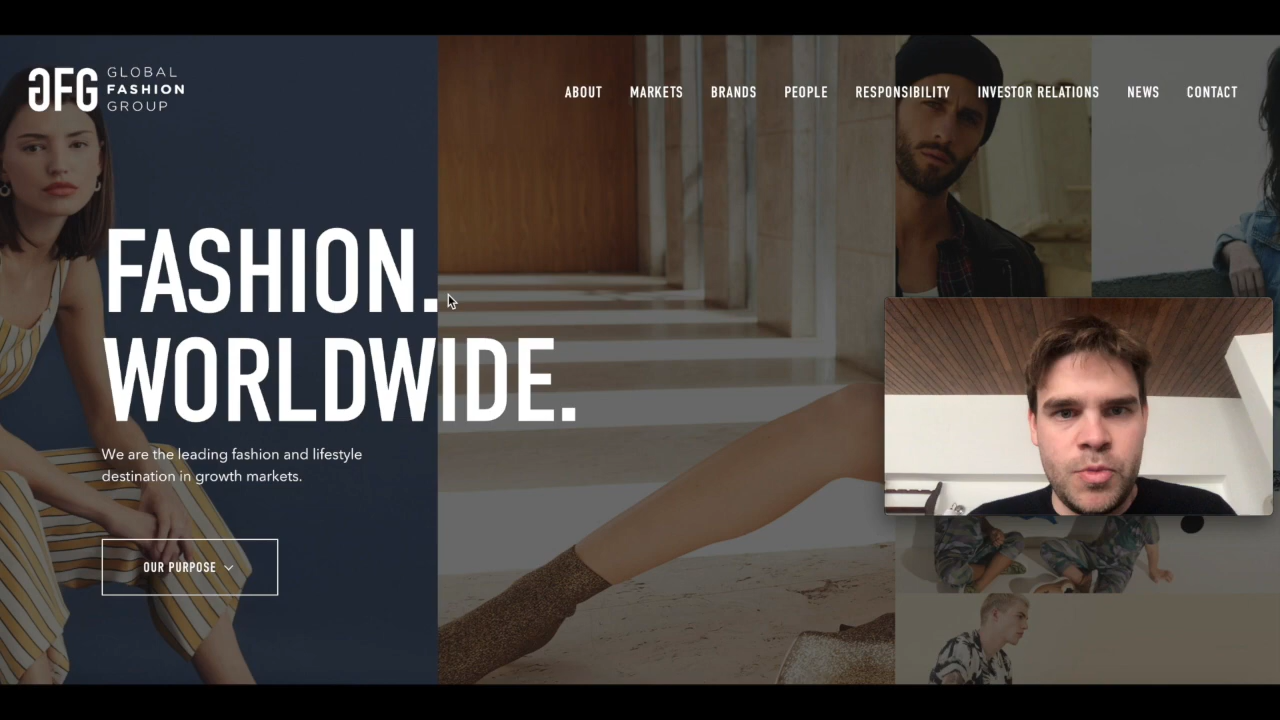 GFG
GLOBAL
FASHION
GROUP
ABOUT MARKETS BRANDS PEOPLE RESPONSIBILITY INVESTOR RELATIONS NEWS CONTACT
FASHION.
WORLDWIDE.
We are the leading fashion and lifestyle
destination in growth markets.
OUR PURPOSE